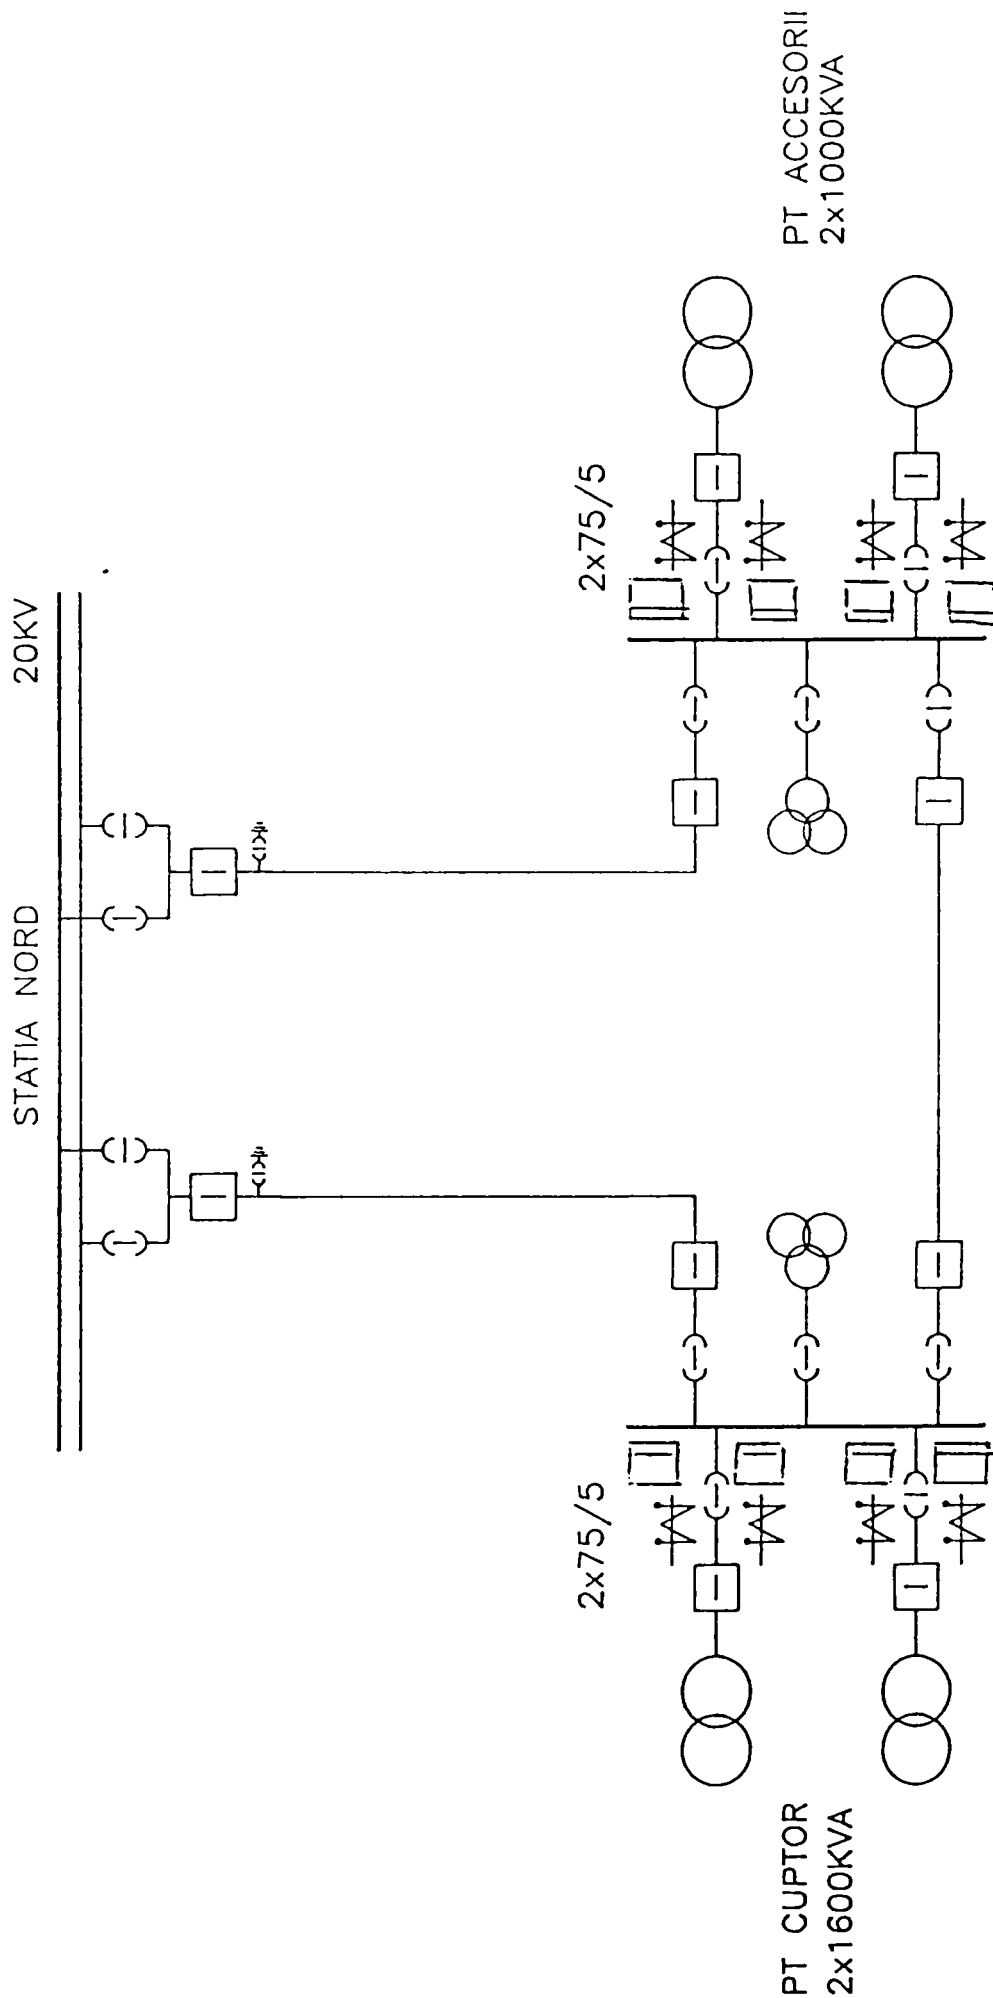 STATIA NORD
20KV
2x75/5
2x75/5
PT CUPTOR
2x1600KVA
PT ACCESORII
2x1000KVA